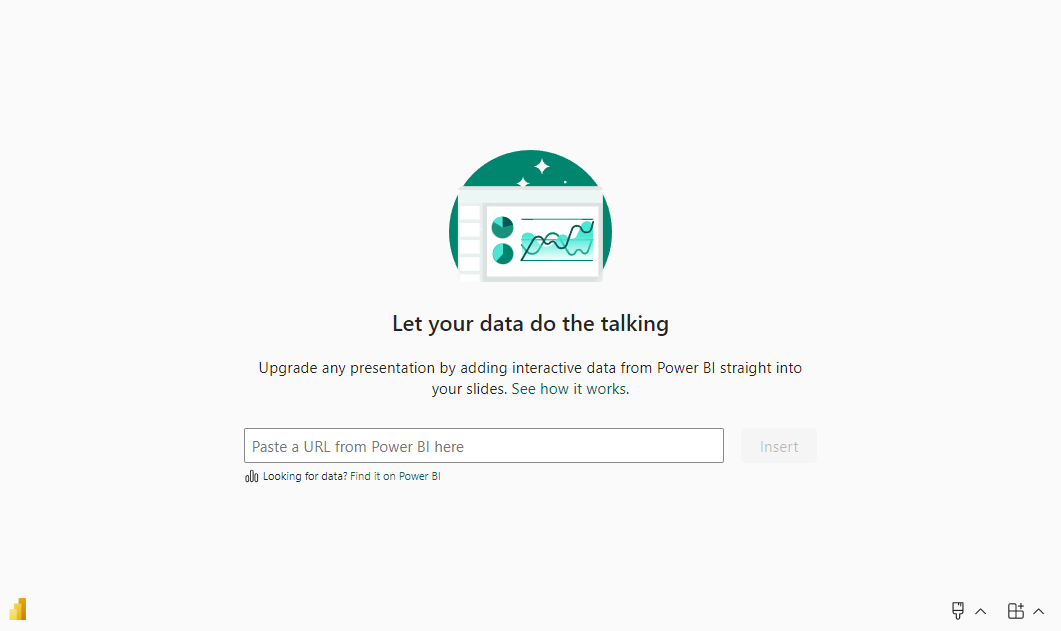 Let your data do the talking
Upgrade any presentation by adding interactive data from Power BI straight into
your slides. See how it works.
Paste a URL from Power BI here
Insert
Looking for data? Find it on Power BI